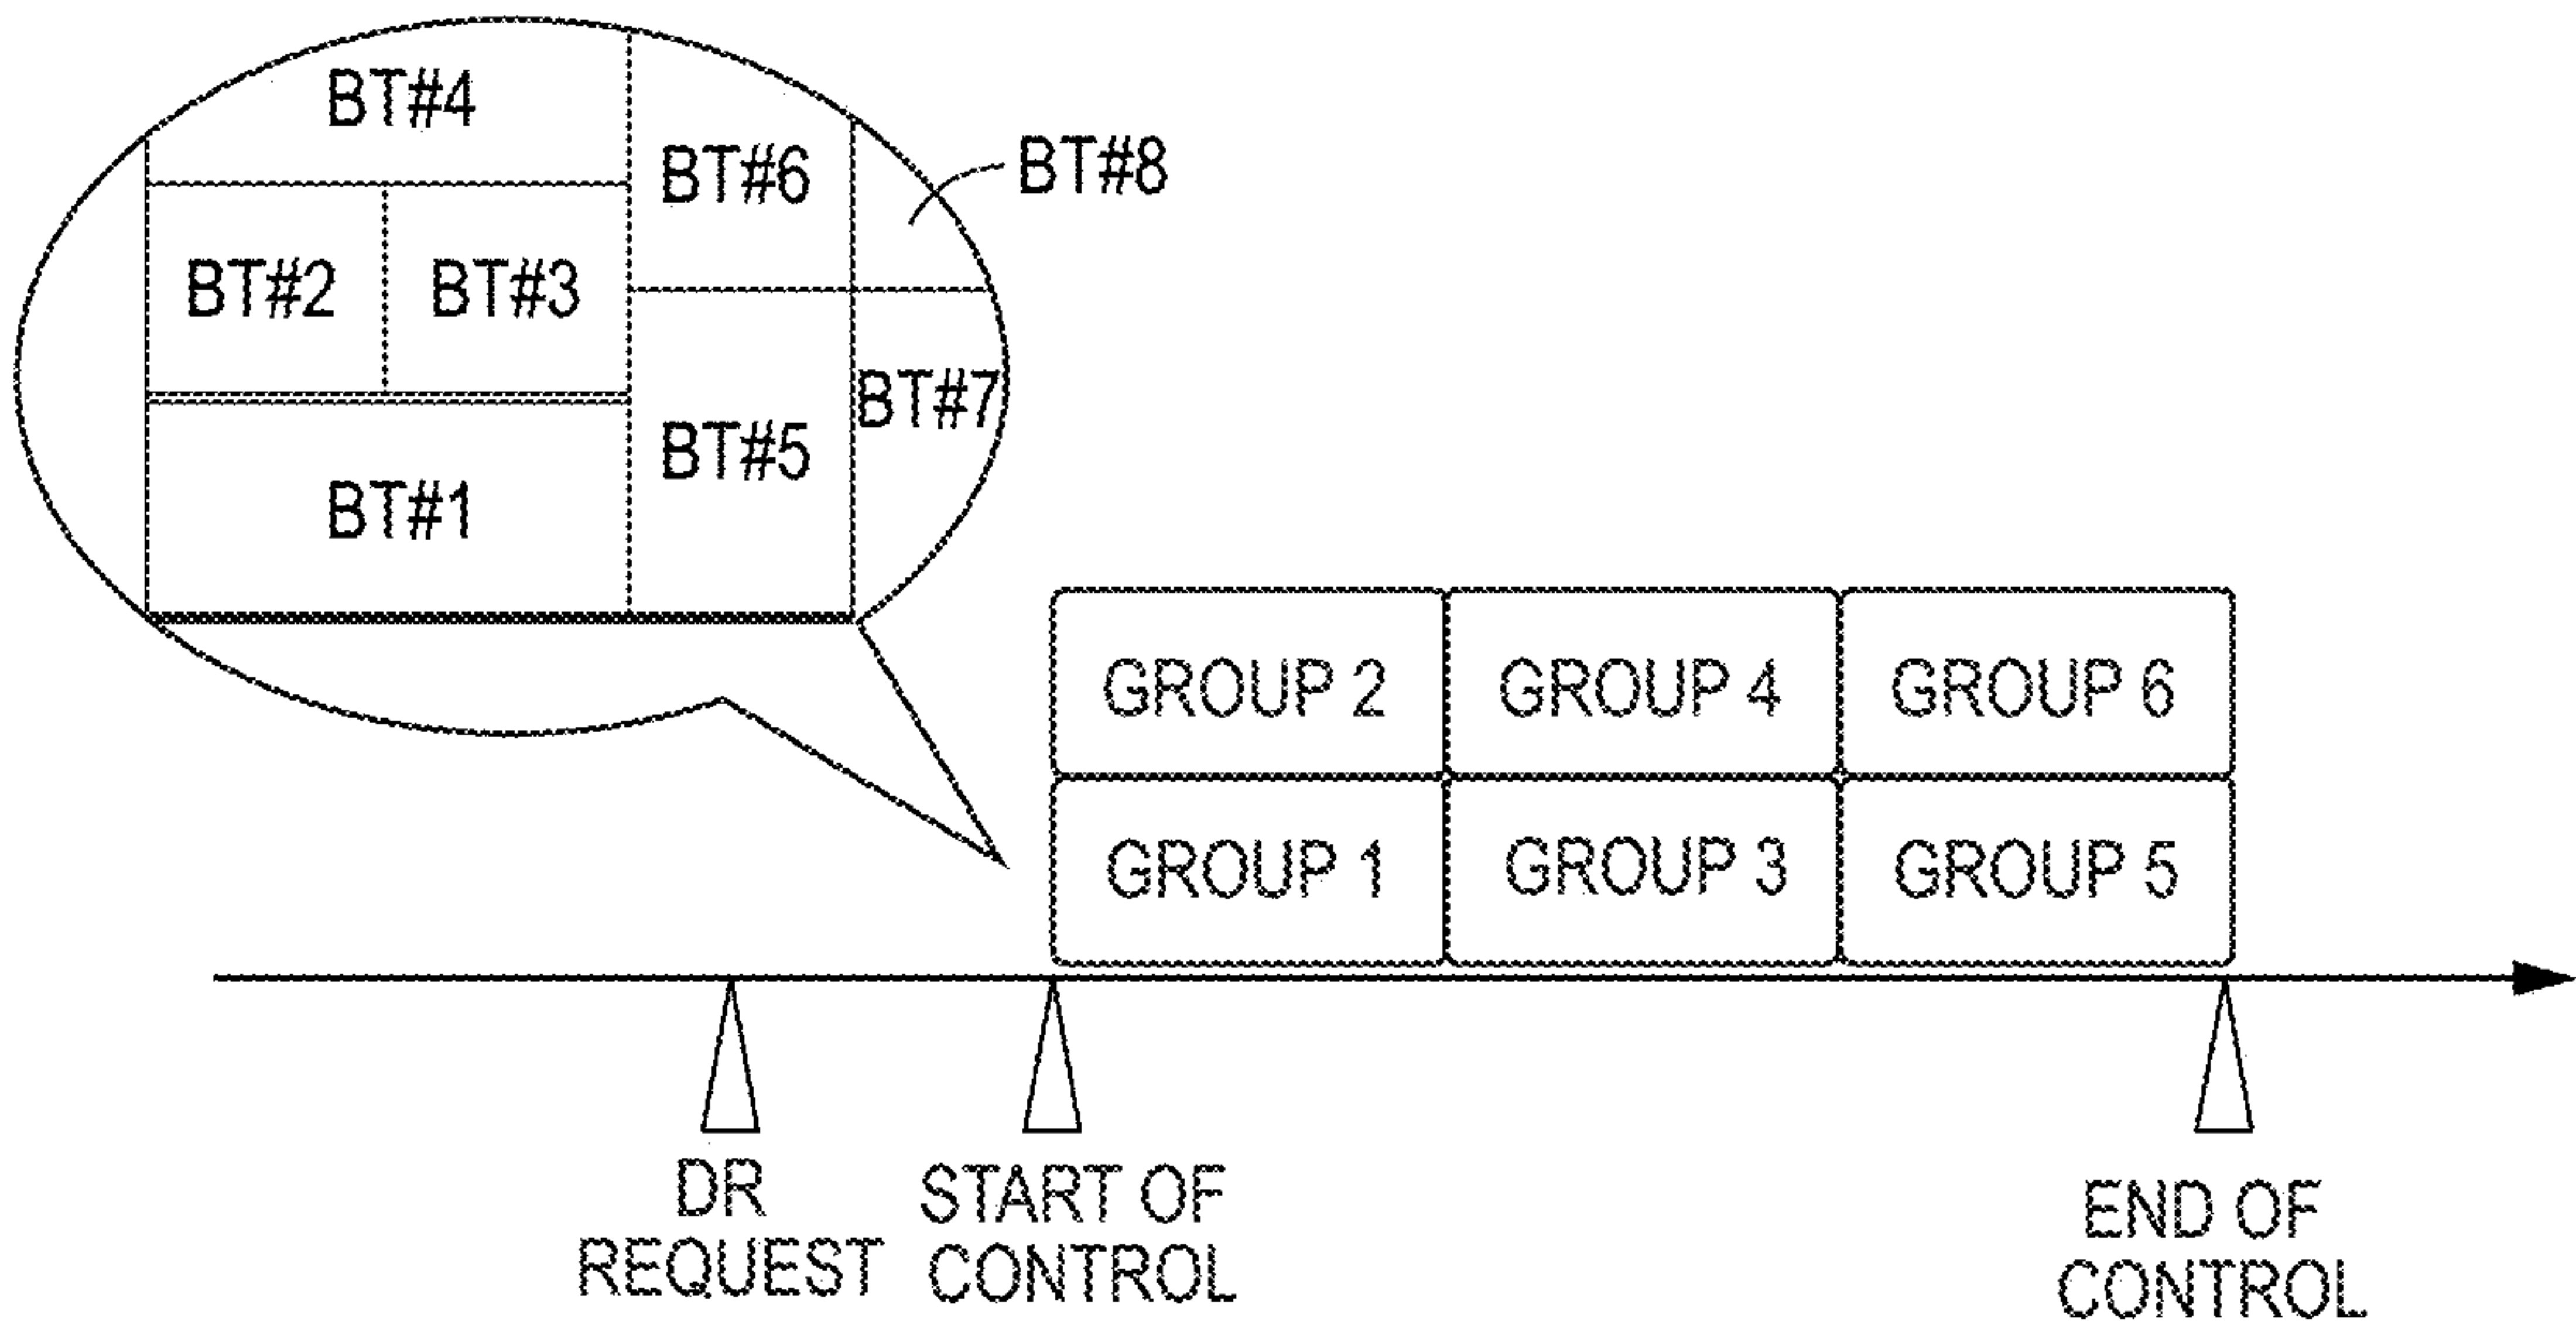 BT#4
BT#6
BT#8
BT#2
BT#3
BT#7
BT#5
BT#1
GROUP 2
GROUP 4
GROUP 6
GROUP 1
GROUP 3
GROUP 5
DR
REQUEST
START OF
CONTROL
END OF
CONTROL